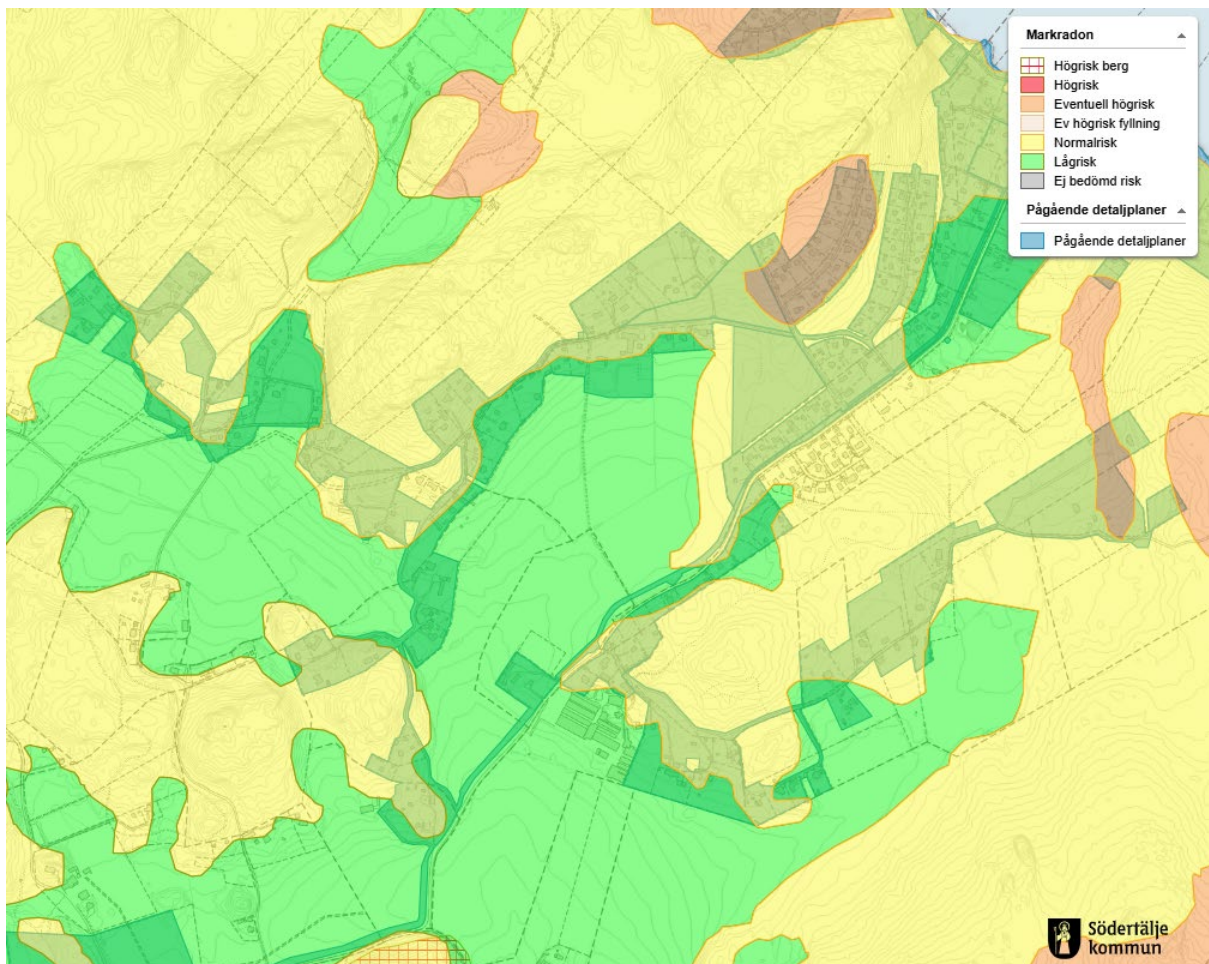 Markradon
Högrisk berg
Högrisk
Eventuell högrisk
Ev högrisk fyllning
Normalrisk
Lågrisk
Ej bedömd risk
Pågående detaljplaner
Pågående detaljplaner
Södertälje
kommun